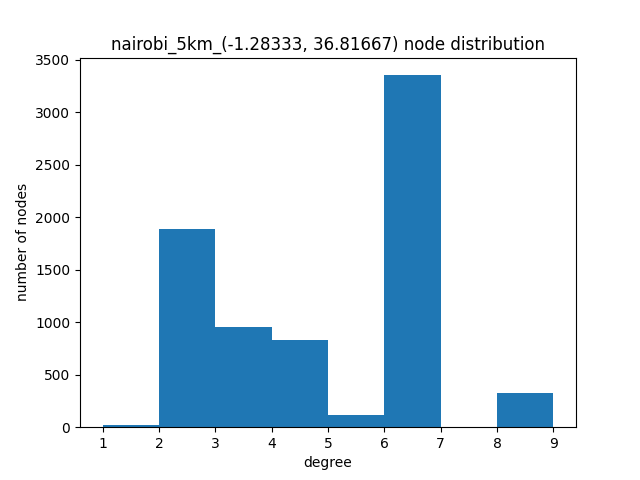 nairobi_5km_(-1.28333, 36.81667) node distribution
3500
3000
2500
2000
1500
1000
500
0
number of nodes
1 2 3 4 5 6 7 8 9
degree